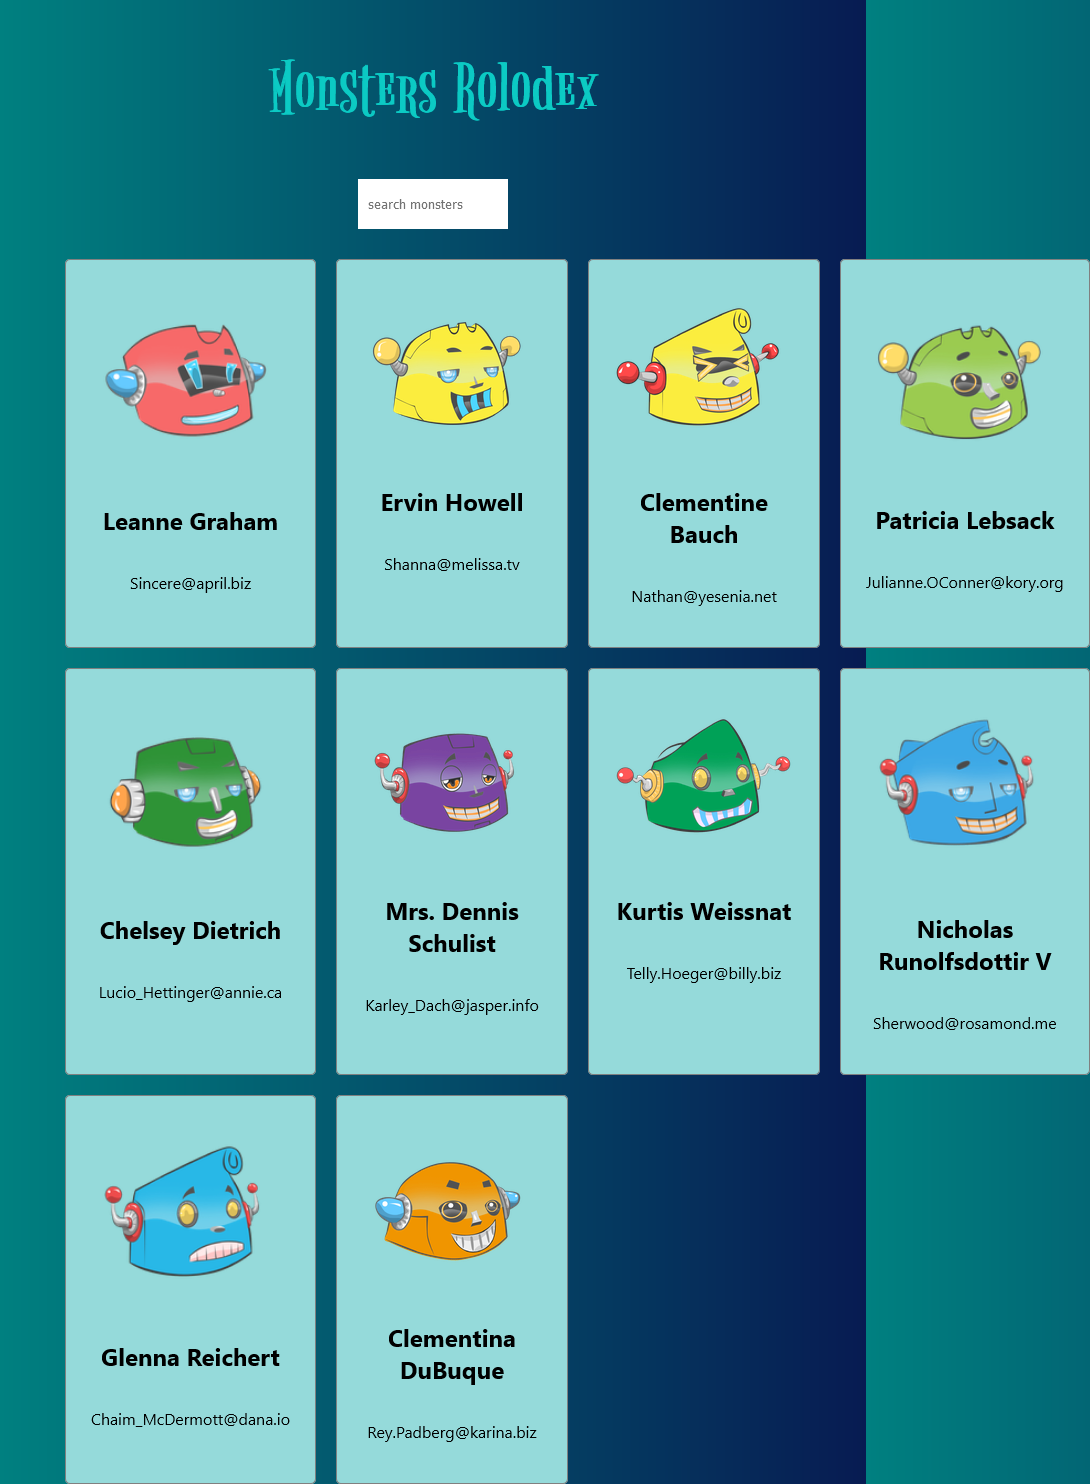 Monsters Rolodex
search monsters
Leanne Graham
Sincere@april.biz
Ervin Howell
Shanna@melissa.tv
Clementine
Bauch
Nathan@yesenia.net
Patricia Lebsack
Julianne.OConner@kory.org
Chelsey Dietrich
Lucio_Hettinger@annie.ca
Mrs. Dennis
Schulist
Karley_Dach@jasper.info
Kurtis Weissnat
Telly.Hoeger@billy.biz
Nicholas
Runolfsdottir V
Sherwood@rosamond.me
Glenna Reichert
Chaim_McDermott@dana.io
Clementina
DuBuque
Rey.Padberg@karina.biz